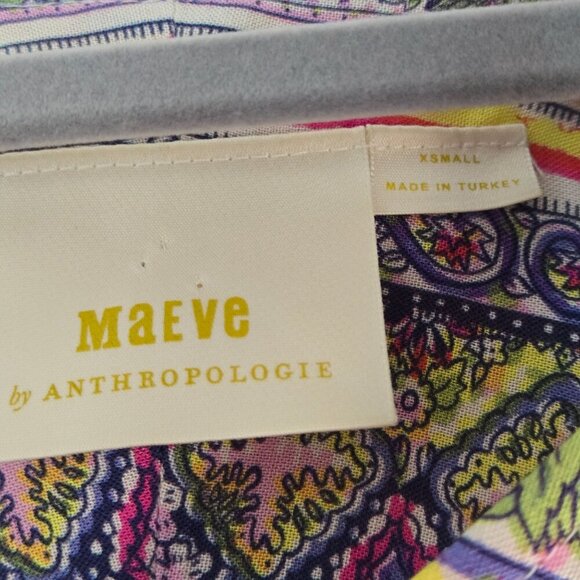 XSMALL
MADE IN TURKEY
MaEve
by ANTHROPOLOGIE